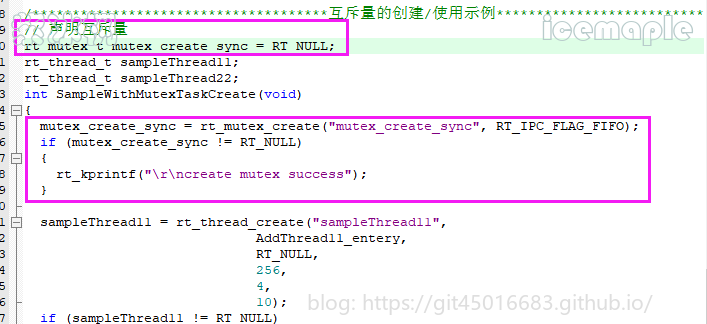 8 /***********************************互斥量的创建/使用示例*************************
9 // 声明互斥量 icemaple
0 rt_mutex_t mutex_create_sync = RT_NULL;
1 rt_thread_t sampleThread11;
2 rt_thread_t sampleThread22;
3 int SampleWithMutexTaskCreate(void)
4 {
5 mutex_create_sync = rt_mutex_create("mutex_create_sync", RT_IPC_FLAG_FIFO);
6 if (mutex_create_sync != RT_NULL)
7 {
8 rt_kprintf("\r\ncreate mutex success");
9 }
0
1 sampleThread11 = rt_thread_create("sampleThread11",
2 AddThread11_entery,
3 RT_NULL,
4 256,
5 4,
6 10);
blog: https://git45016683.github.io/
7 if (sampleThread11 != RT_NULL)